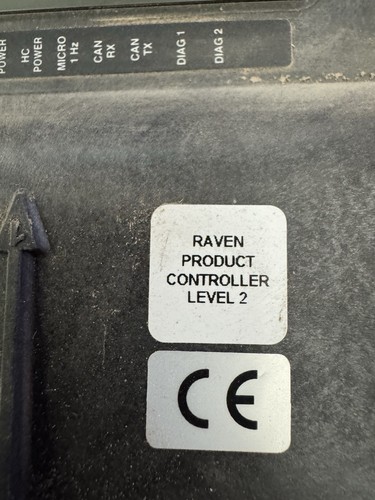 POWER
HC
POWER
MICRO
1 Hz
CAN
RX
CAN
TX
DIAG 1
DIAG 2
RAVEN
PRODUCT
CONTROLLER
LEVEL 2
CE